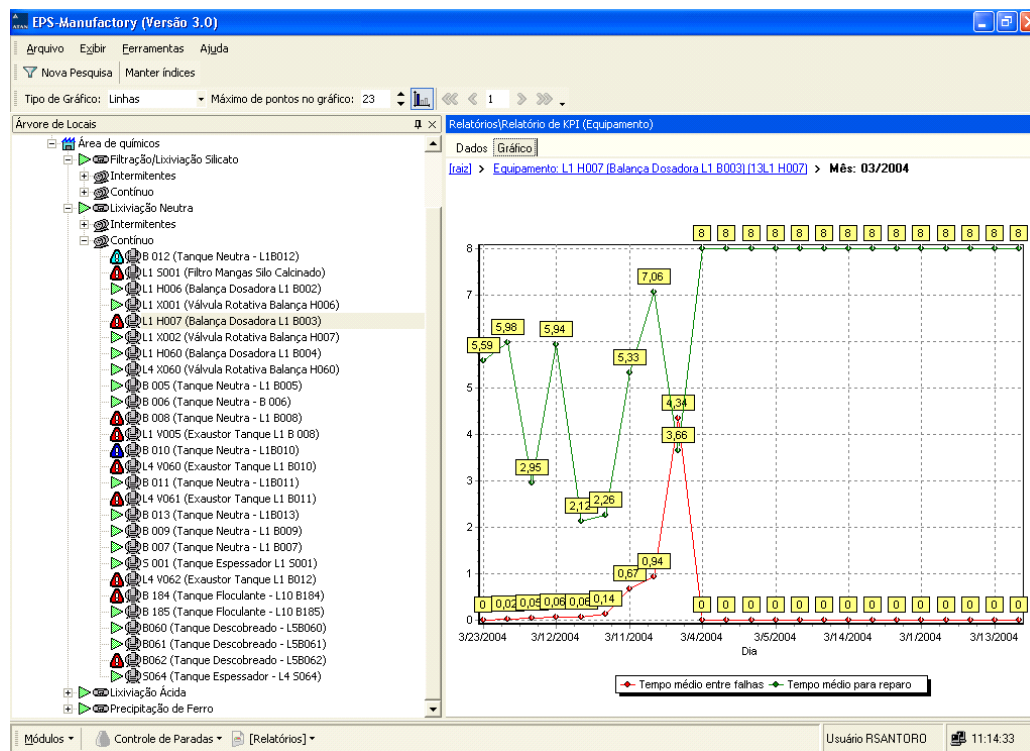 ATAN EPS-Manufactory (Versão 3.0)
Arquivo Exibir Ferramentas Ajuda
Nova Pesquisa Manter índices
Tipo de Gráfico: Linhas Máximo de pontos no gráfico: 23 1
Árvore de Locais
Área de químicos
Filtração/Lixiviação Silicato
Intermitentes
Contínuo
Lixiviação Neutra
Intermitentes
Contínuo
B 012 (Tanque Neutra - L1B012)
L1 S001 (Filtro Mangas Silo Calcinado)
L1 H006 (Balança Dosadora L1 B002)
L1 X001 (Válvula Rotativa Balança H006)
L1 H007 (Balança Dosadora L1 B003)
L1 X002 (Válvula Rotativa Balança H007)
L1 H060 (Balança Dosadora L1 B004)
L4 X060 (Válvula Rotativa Balança H060)
B 005 (Tanque Neutra - L1 B005)
B 006 (Tanque Neutra - B 006)
B 008 (Tanque Neutra - L1 B008)
L1 V005 (Exaustor Tanque L1 B 008)
B 010 (Tanque Neutra - L1B010)
L4 V060 (Exaustor Tanque L1 B010)
B 011 (Tanque Neutra - L1B011)
L4 V061 (Exaustor Tanque L1 B011)
B 013 (Tanque Neutra - L1B013)
B 009 (Tanque Neutra - L1 B009)
B 007 (Tanque Neutra - L1 B007)
S 001 (Tanque Espessador L1 S001)
L4 V062 (Exaustor Tanque L1 B012)
B 184 (Tanque Floculante - L10 B184)
B 185 (Tanque Floculante - L10 B185)
B060 (Tanque Descobreado - L5B060)
B061 (Tanque Descobreado - L5B061)
B062 (Tanque Descobreado - L5B062)
S064 (Tanque Espessador - L4 S064)
Lixiviação Ácida
Precipitação de Ferro
Relatórios\Relatório de KPI (Equipamento)
Dados Gráfico
[raiz] > Equipamento: L1 H007 (Balança Dosadora L1 B003) (13L1 H007) > Mês: 03/2004
8 8 8 8 8 8 8 8 8 8 8 8 8 8
8
7,06
7
5,98 5,94
5,59
5,33
5
4,34
4
3,66
2,95
3
2,12 2,26
2
1
0,94
0,67
0 0,02 0,05 0,06 0,06 0,14
0 0 0 0 0 0 0 0 0 0 0 0 0 0
0
3/23/2004 3/12/2004 3/11/2004 3/4/2004 3/5/2004 3/14/2004 3/1/2004 3/13/2004
Dia
Tempo médio entre falhas Tempo médio para reparo
Módulos Controle de Paradas [Relatórios] Usuário RSANTORO 11:14:33